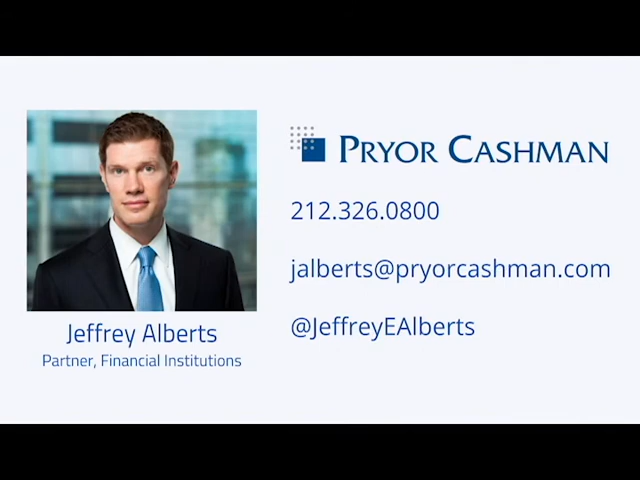 PRYOR CASHMAN
212.326.0800
jalberts@pryorcashman.com
@JeffreyEAlberts
Jeffrey Alberts
Partner, Financial Institutions